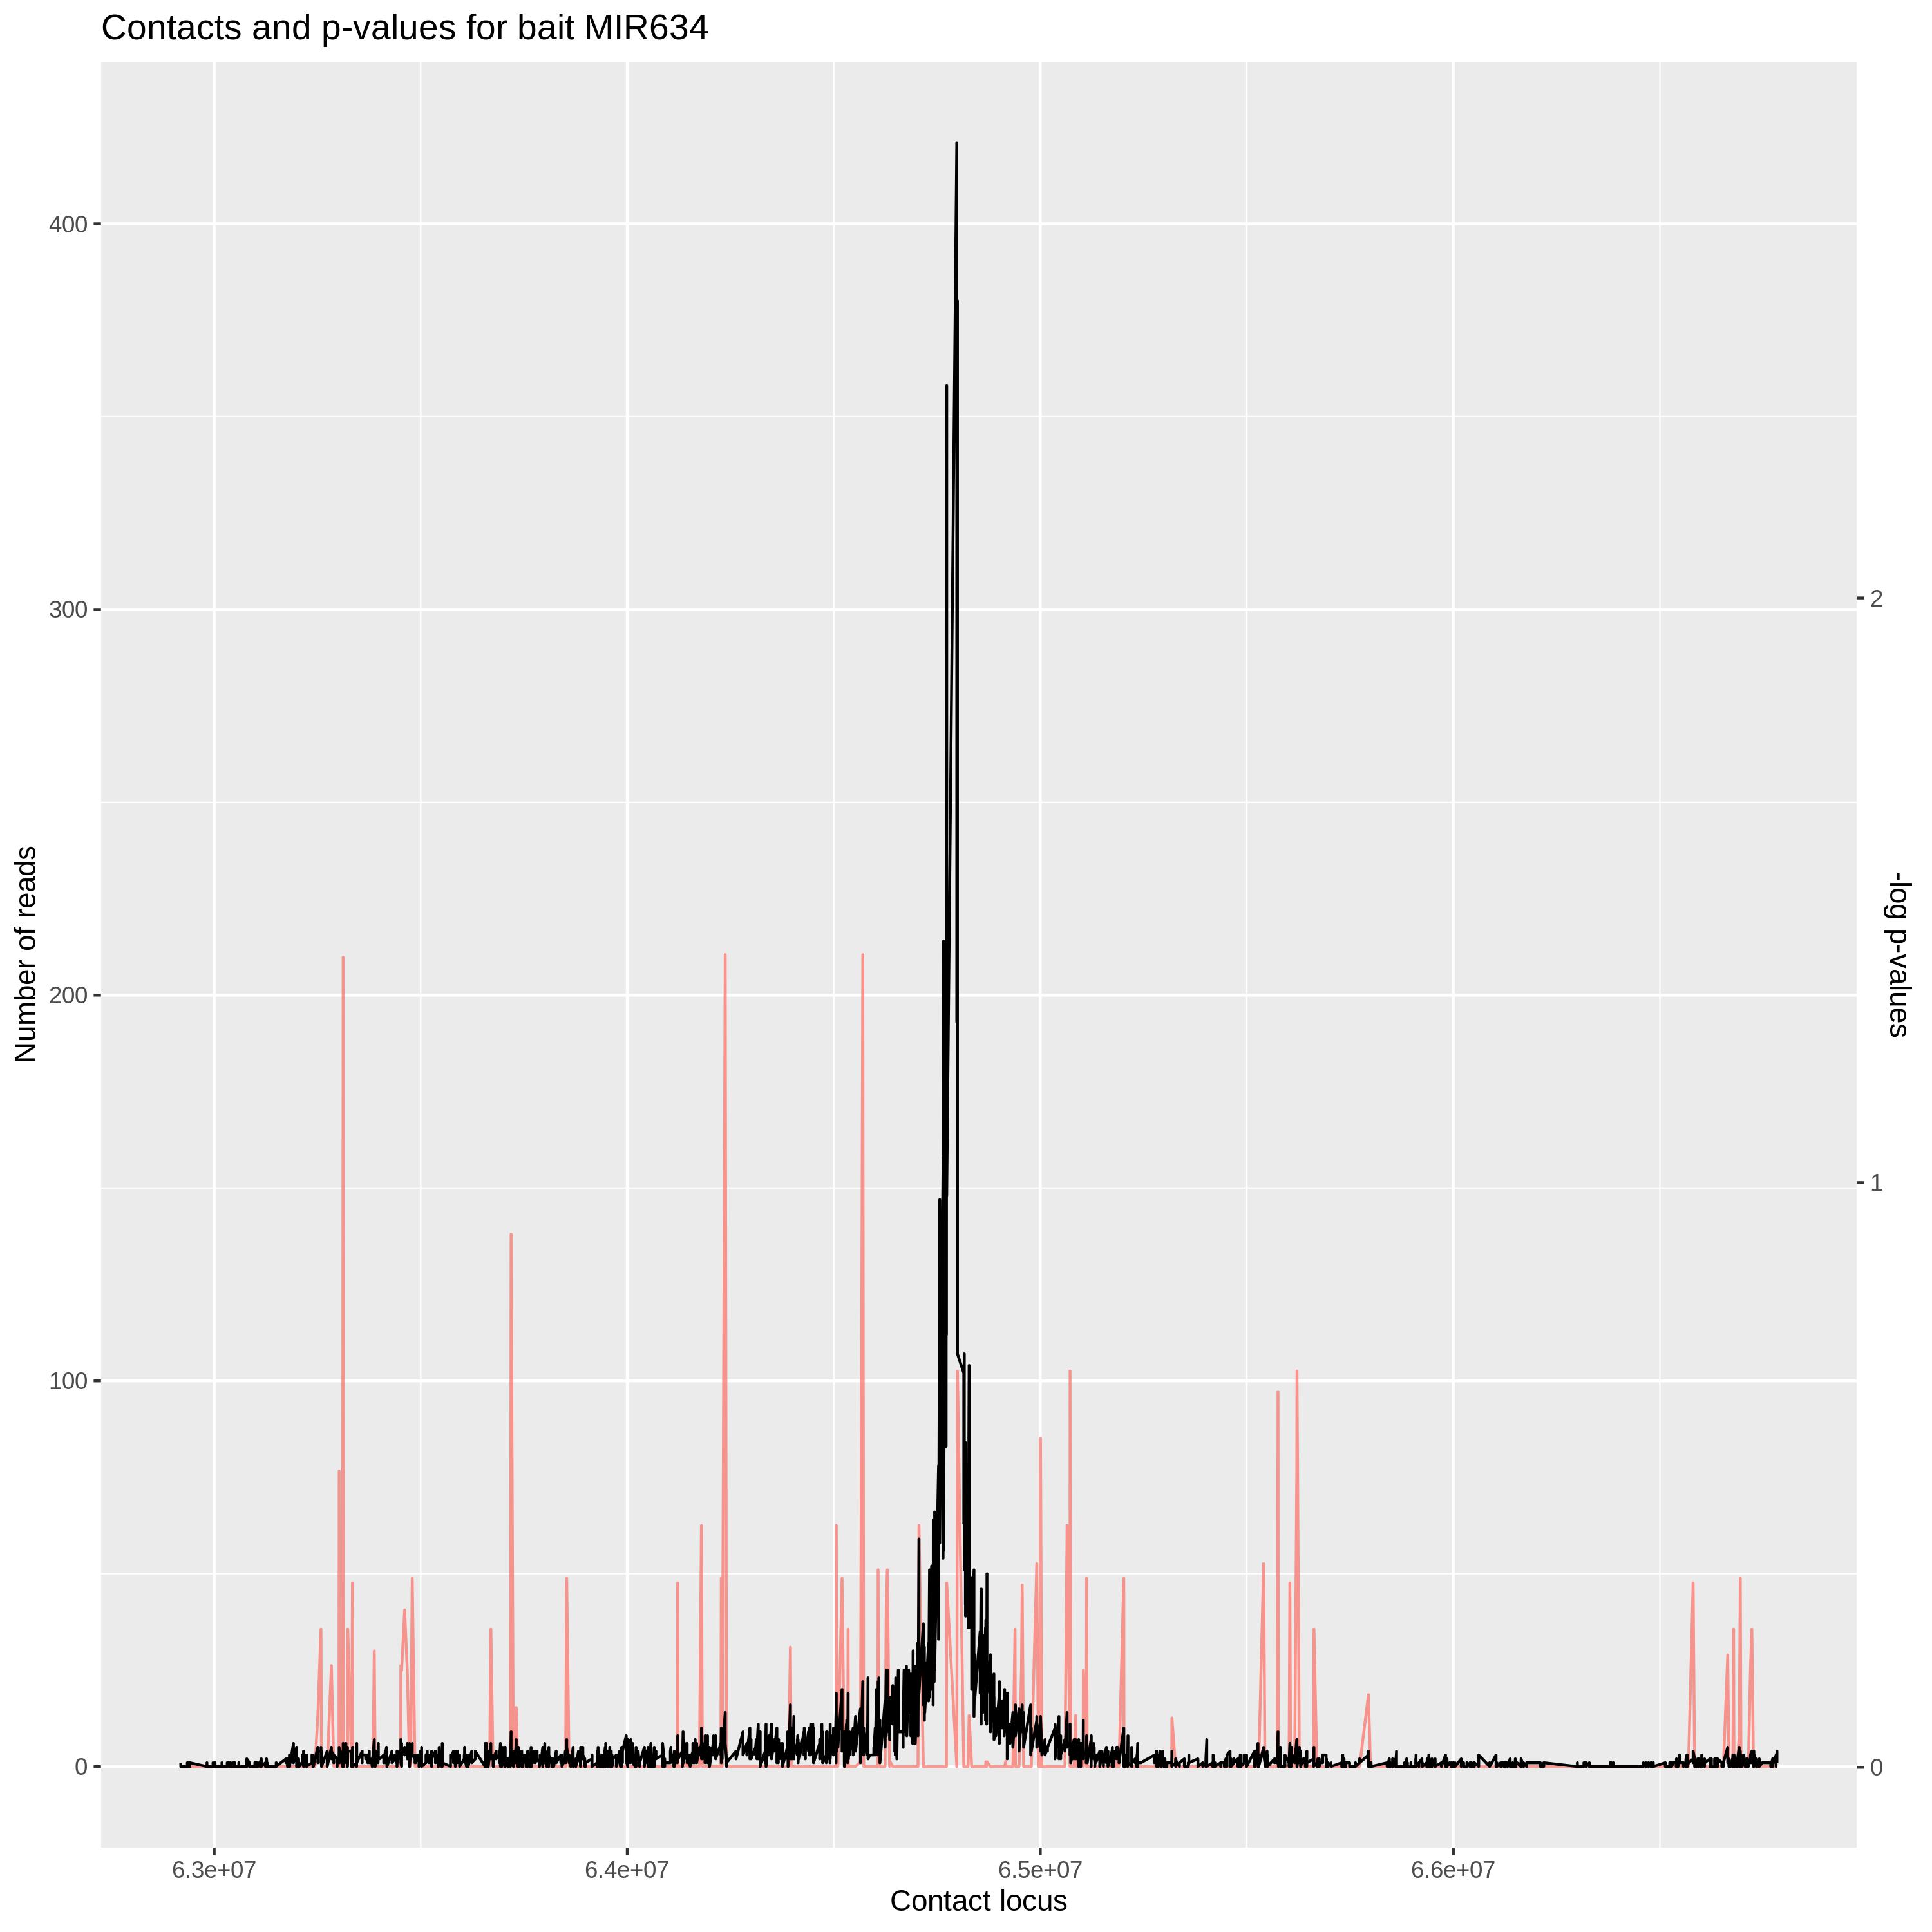 Contacts and p-values for bait MIR634
400
300
200
100
0
Number of reads
2
1
0
-log p-values
6.3e+07
6.4e+07
6.5e+07
6.6e+07
Contact locus